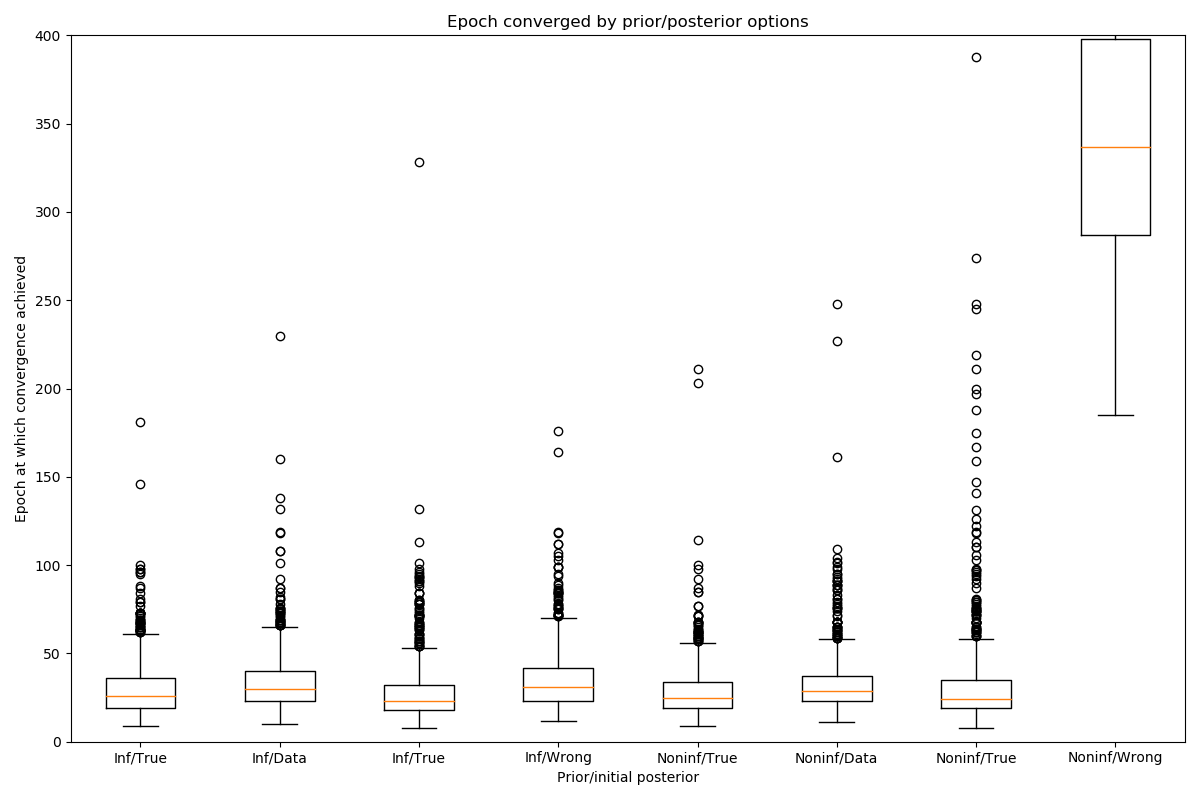 Epoch converged by prior/posterior options
Epoch at which convergence achieved
400
350
300
250
200
150
100
50
0
Inf/True Inf/Data Inf/True Inf/Wrong Noninf/True Noninf/Data Noninf/True Noninf/Wrong
Prior/initial posterior